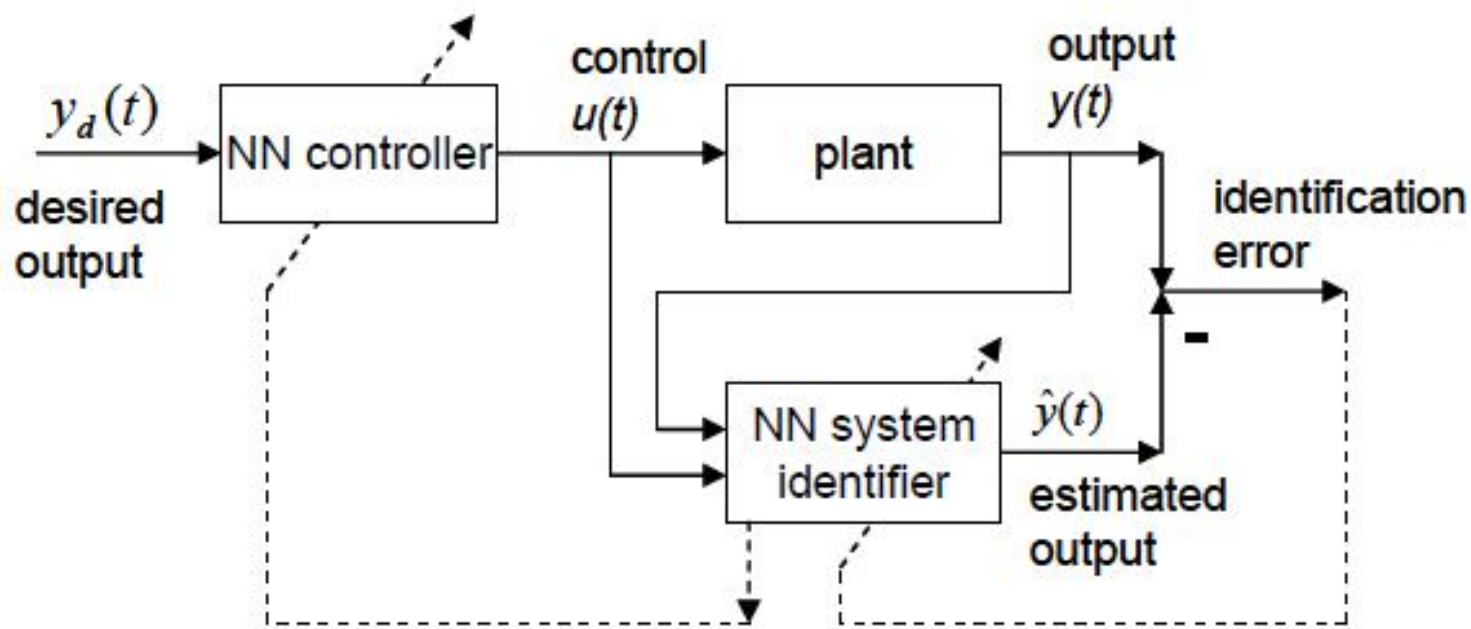 output
control
y_d(t)
u(t)
y(t)
NN controller
plant
desired
output
identification
error
-
NN system
identifier
ŷ(t)
estimated
output